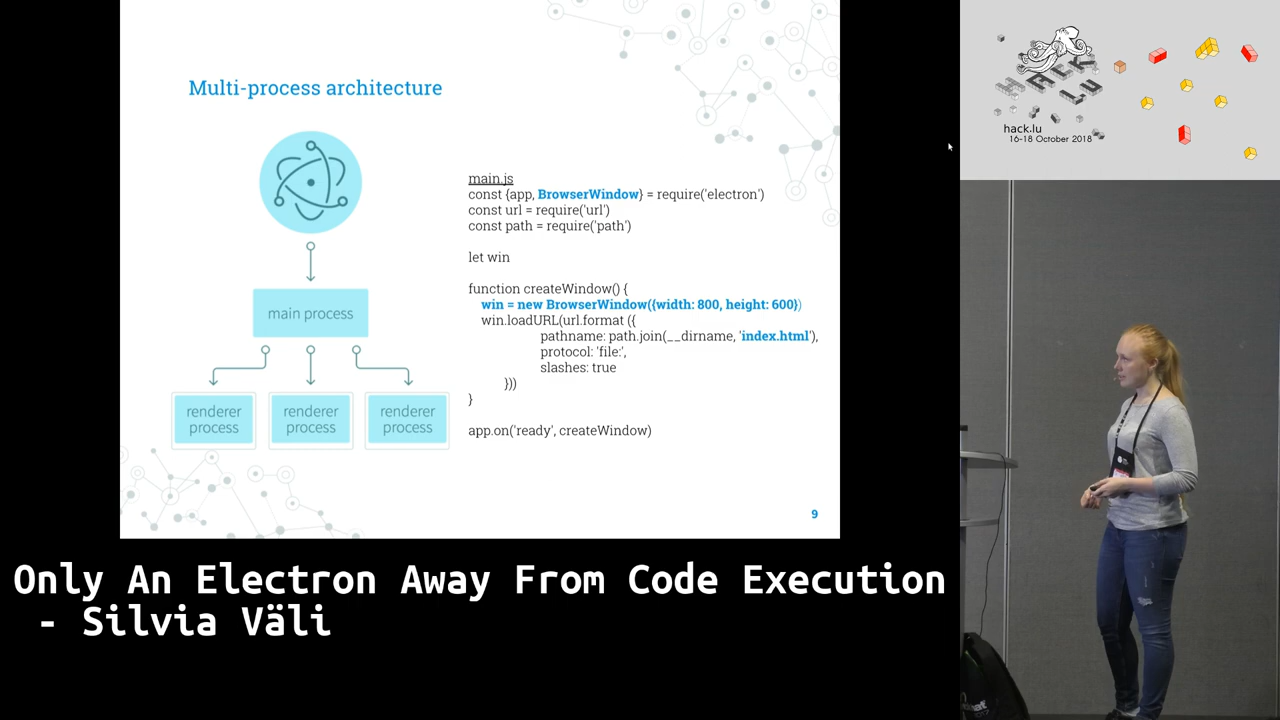 Multi-process architecture
main process
renderer
process
renderer
process
renderer
process
main.js
const {app, BrowserWindow} = require('electron')
const url = require('url')
const path = require('path')
let win
function createWindow() {
win = new BrowserWindow({width: 800, height: 600})
win.loadURL(url.format ({
pathname: path.join(__dirname, 'index.html'),
protocol: 'file:',
slashes: true
}))
}
app.on('ready', createWindow)
9
HACK
LU
hack.lu
16-18 October 2018
Only An Electron Away From Code Execution
- Silvia Väli